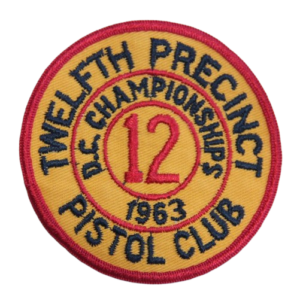 TWELFTH PRECINCT
D.C. CHAMPIONSHIPS
12
1963
PISTOL CLUB